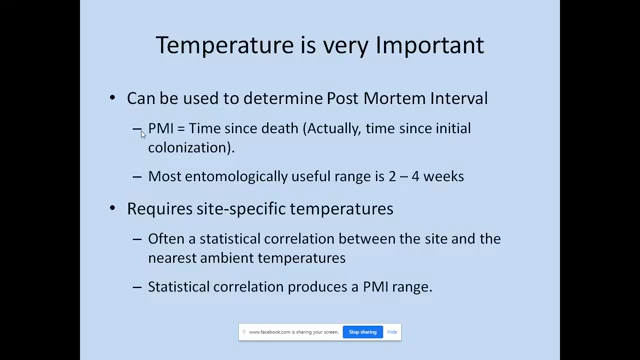 Temperature is very Important
• Can be used to determine Post Mortem Interval
– PMI = Time since death (Actually, time since initial
colonization).
– Most entomologically useful range is 2 – 4 weeks
• Requires site-specific temperatures
– Often a statistical correlation between the site and the
nearest ambient temperatures
– Statistical correlation produces a PMI range.
www.facebook.com is sharing your screen. Stop sharing Hide